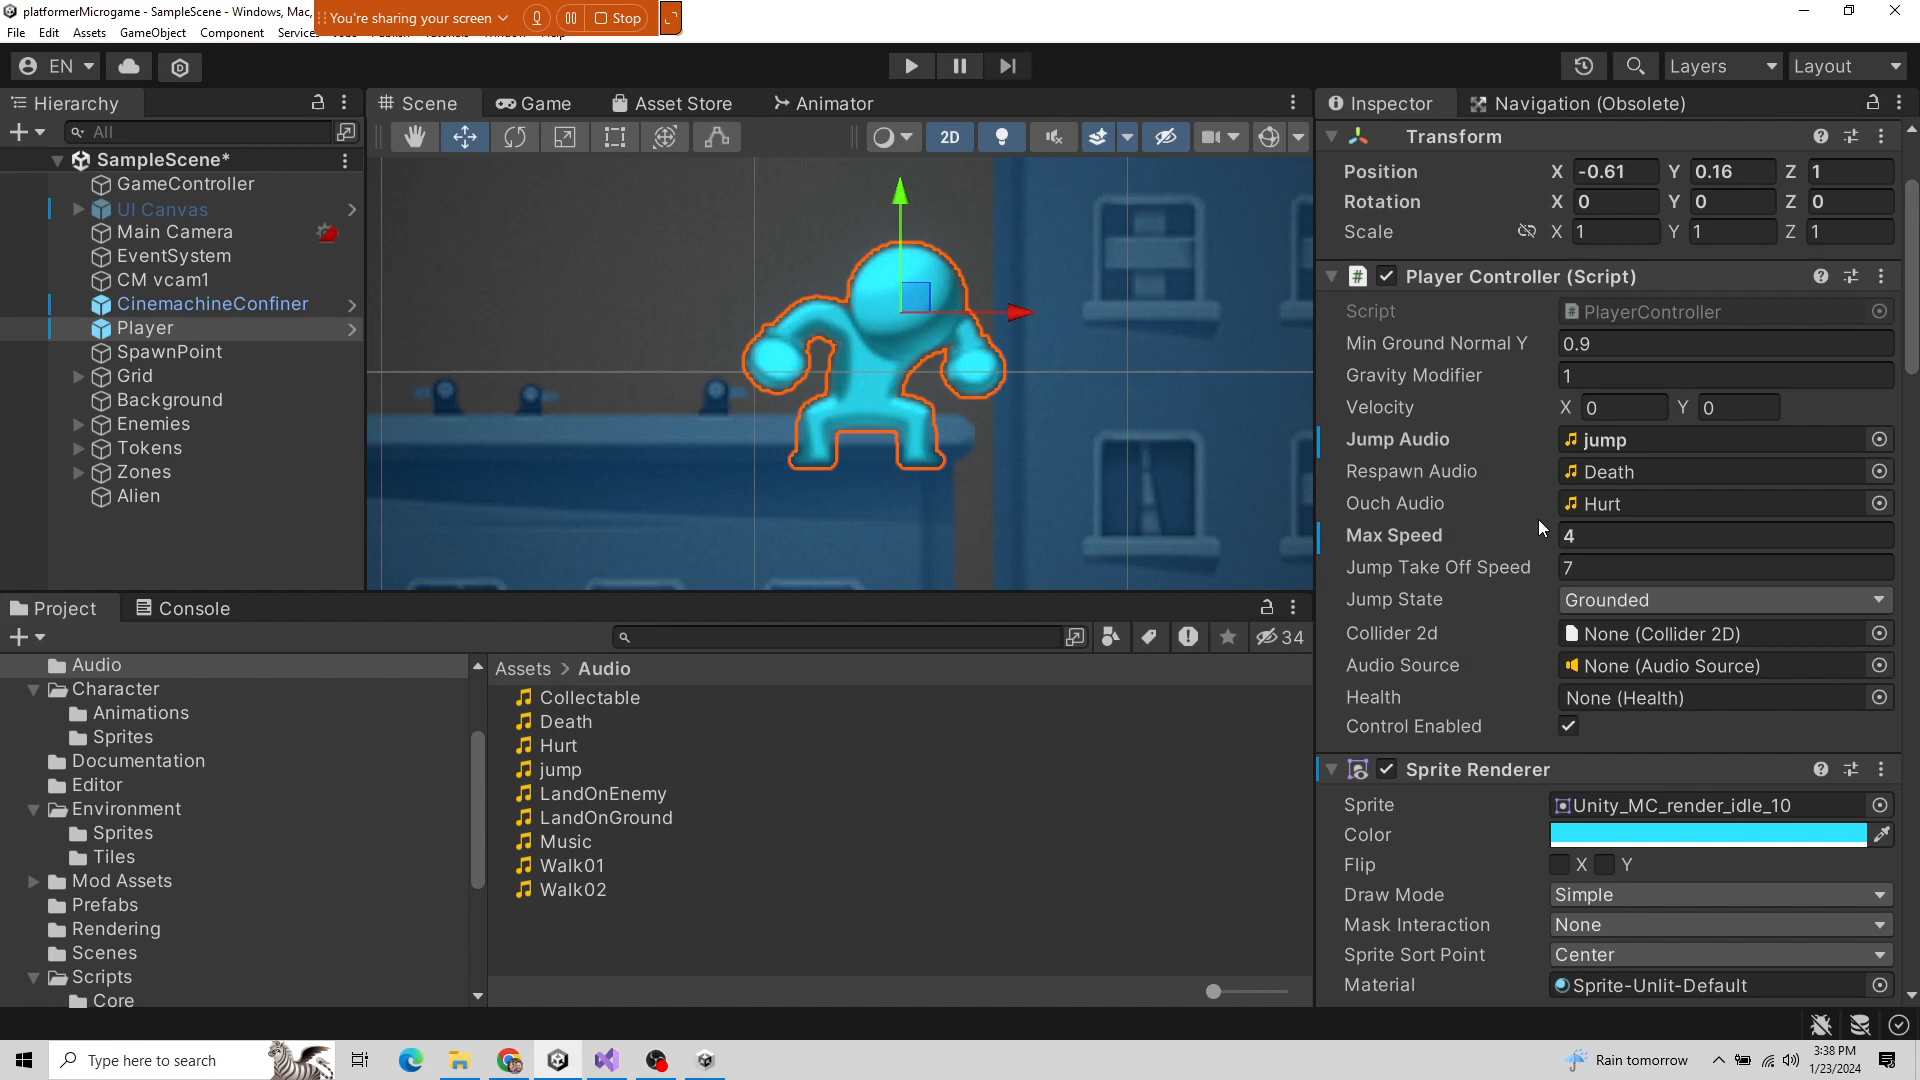 platformerMicrogame - SampleScene - Windows, Mac,
You're sharing your screen
Stop
File Edit Assets GameObject Component Services
EN
Layers Layout
Hierarchy
All
SampleScene*
GameController
UI Canvas
Main Camera
EventSystem
CM vcam1
CinemachineConfiner
Player
SpawnPoint
Grid
Background
Enemies
Tokens
Zones
Alien
Scene Game Asset Store Animator
2D
Inspector Navigation (Obsolete)
Transform
Position X -0.61 Y 0.16 Z 1
Rotation X 0 Y 0 Z 0
Scale X 1 Y 1 Z 1
# Player Controller (Script)
Script # PlayerController
Min Ground Normal Y 0.9
Gravity Modifier 1
Velocity X 0 Y 0
Jump Audio jump
Respawn Audio Death
Ouch Audio Hurt
Max Speed 4
Jump Take Off Speed 7
Jump State Grounded
Collider 2d None (Collider 2D)
Audio Source None (Audio Source)
Health None (Health)
Control Enabled
Sprite Renderer
Sprite Unity_MC_render_idle_10
Color
Flip X Y
Draw Mode Simple
Mask Interaction None
Sprite Sort Point Center
Material Sprite-Unlit-Default
Project Console
34
Audio
Character
Animations
Sprites
Documentation
Editor
Environment
Sprites
Tiles
Mod Assets
Prefabs
Rendering
Scenes
Scripts
Core
Assets > Audio
Collectable
Death
Hurt
jump
LandOnEnemy
LandOnGround
Music
Walk01
Walk02
Type here to search
Rain tomorrow
3:38 PM
1/23/2024